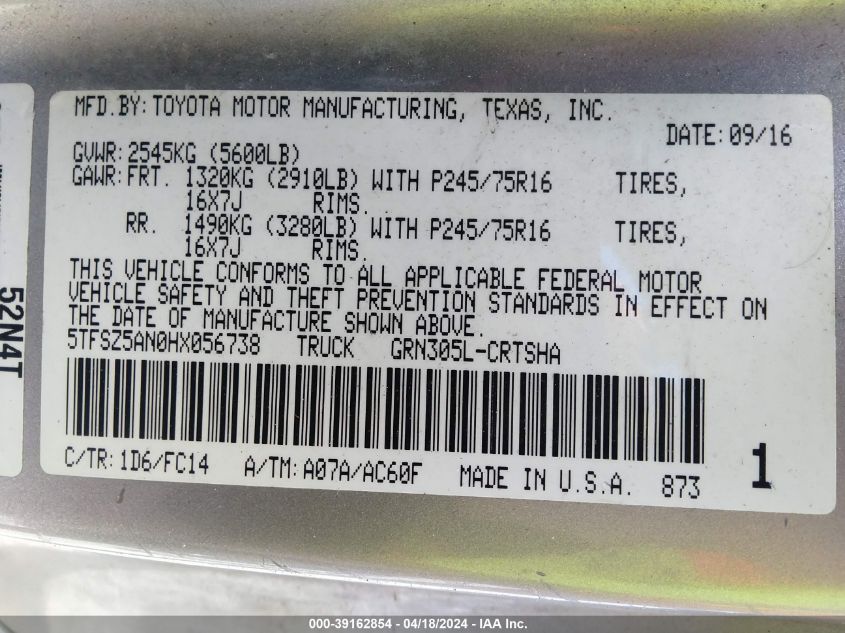 MFD.BY: TOYOTA MOTOR MANUFACTURING, TEXAS, INC.
DATE: 09/16
GVWR: 2545KG (5600LB)
GAWR: FRT. 1320KG (2910LB) WITH P245/75R16 TIRES,
16X7J RIMS.
RR. 1490KG (3280LB) WITH P245/75R16 TIRES,
16X7J RIMS.
THIS VEHICLE CONFORMS TO ALL APPLICABLE FEDERAL MOTOR
VEHICLE SAFETY AND THEFT PREVENTION STANDARDS IN EFFECT ON
THE DATE OF MANUFACTURE SHOWN ABOVE.
5TFSZ5AN0HX056738 TRUCK GRN305L-CRTSHA
C/TR: 1D6/FC14 A/TM: A07A/AC60F MADE IN U.S.A. 873
1
52N4T
000-39162854 - 04/18/2024 - IAA Inc.